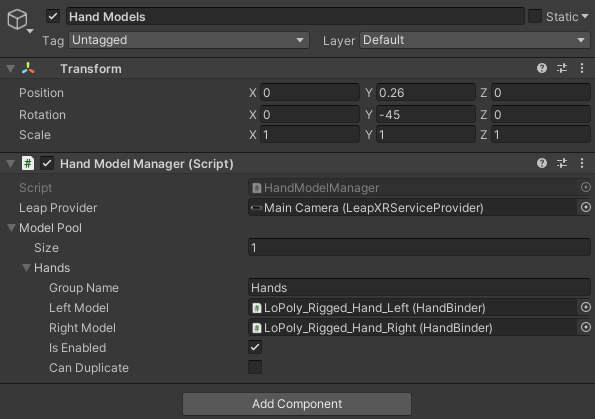 Hand Models Static
Tag Untagged Layer Default
Transform
Position X 0 Y 0.26 Z 0
Rotation X 0 Y -45 Z 0
Scale X 1 Y 1 Z 1
# Hand Model Manager (Script)
Script # HandModelManager
Leap Provider Main Camera (LeapXRServiceProvider)
Model Pool
Size 1
Hands
Group Name Hands
Left Model # LoPoly_Rigged_Hand_Left (HandBinder)
Right Model # LoPoly_Rigged_Hand_Right (HandBinder)
Is Enabled
Can Duplicate
Add Component